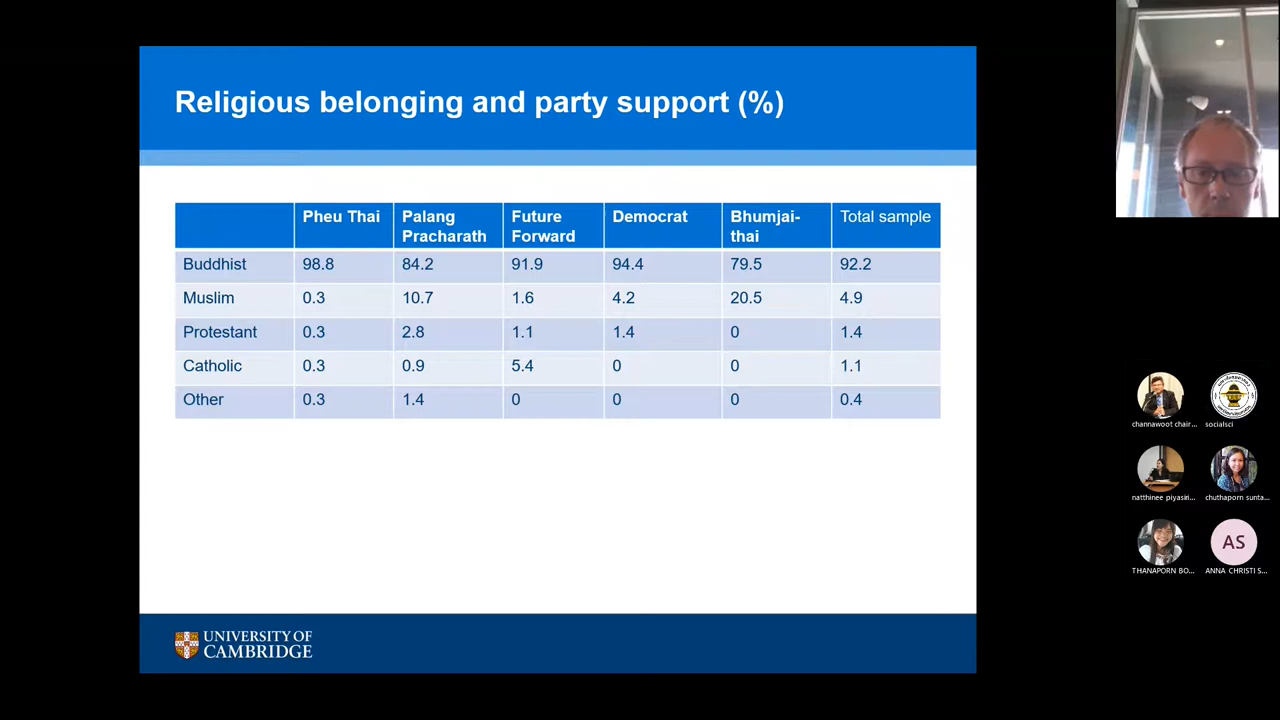 Religious belonging and party support (%)
Pheu Thai Palang Pracharath Future Forward Democrat Bhumjai-thai Total sample
Buddhist 98.8 84.2 91.9 94.4 79.5 92.2
Muslim 0.3 10.7 1.6 4.2 20.5 4.9
Protestant 0.3 2.8 1.1 1.4 0 1.4
Catholic 0.3 0.9 5.4 0 0 1.1
Other 0.3 1.4 0 0 0 0.4
UNIVERSITY OF
CAMBRIDGE
channawoot chair... socialsci
natthinee piyasiri... chuthaporn sunta...
AS
THANAPORN BO... ANNA CHRISTI S...